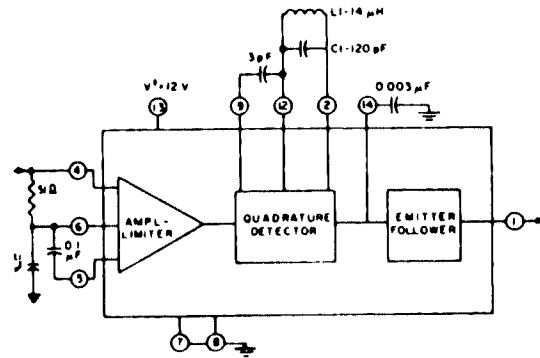 L1-14 μH
C1-120 pF
3pF
V⁺=12 V
0.003 μF
13
9
12
2
14
4
51Ω
6
0.1
μF
5
AMPL-
LIMITER
QUADRATURE
DETECTOR
EMITTER
FOLLOWER
1
7
8